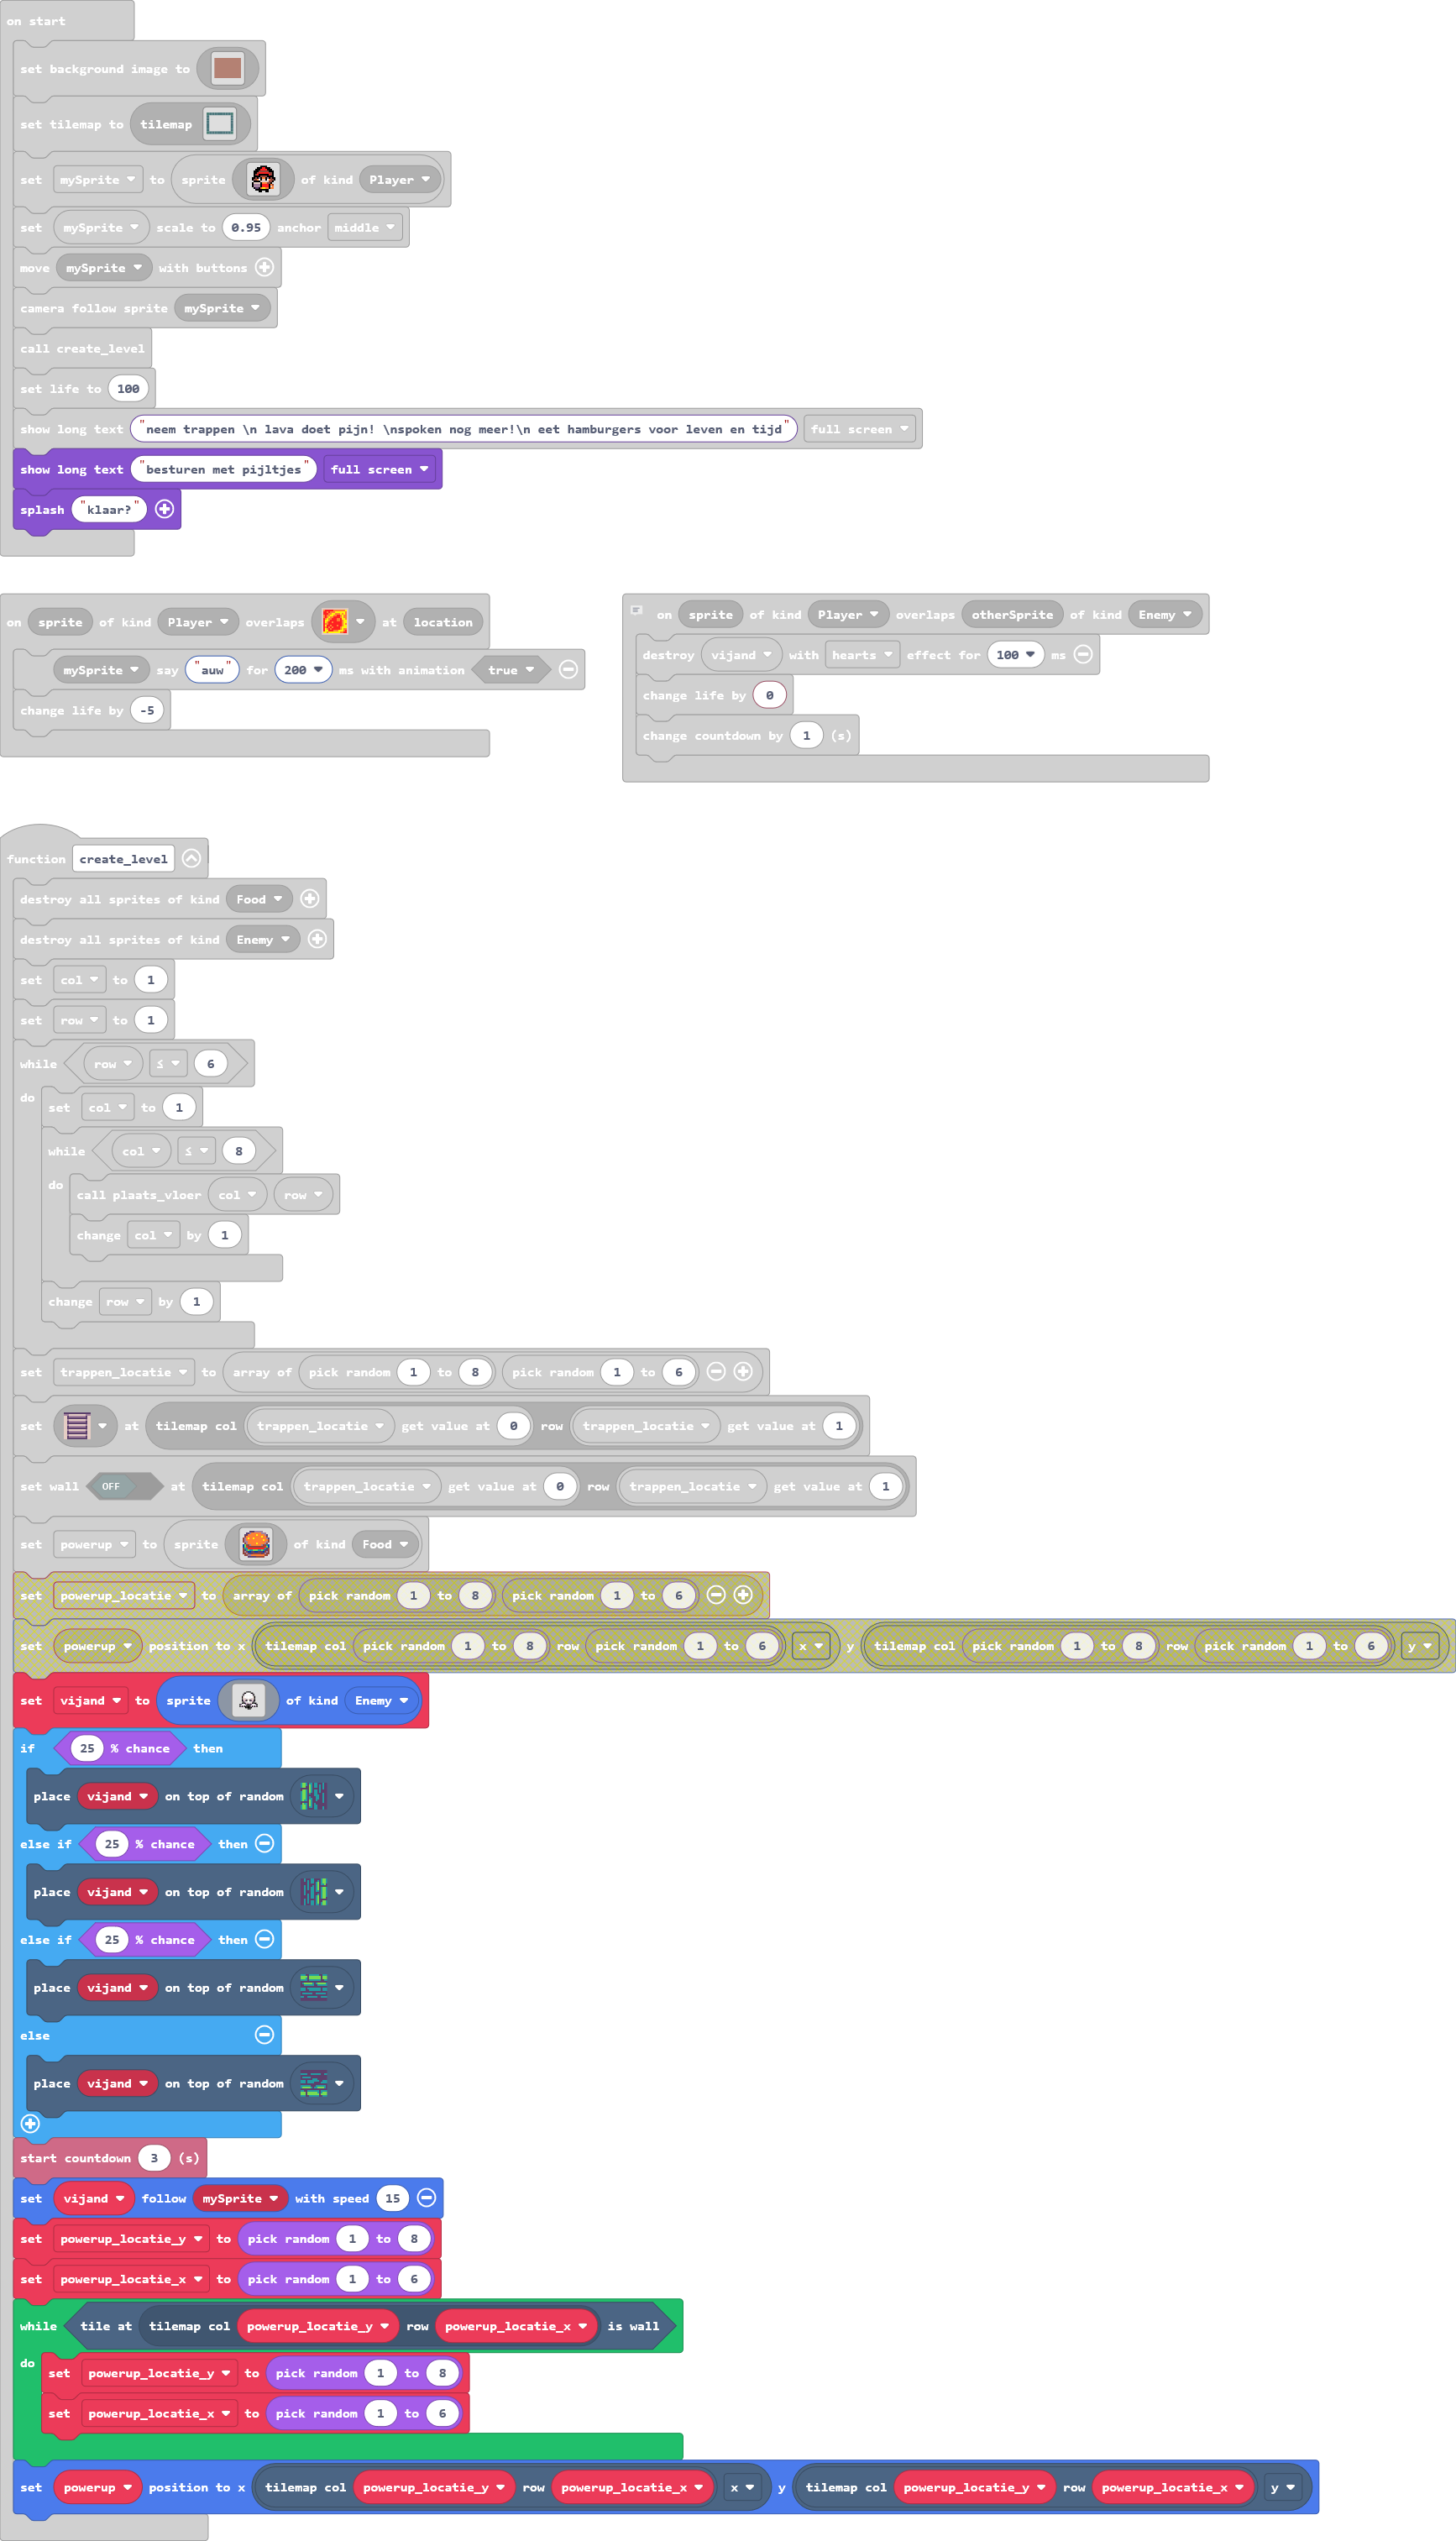 on start
set background image to
set tilemap to tilemap
set mySprite to sprite of kind Player
set mySprite scale to 0.95 anchor middle
move mySprite with buttons
camera follow sprite mySprite
call create_level
set life to 100
show long text "neem trappen \n lava doet pijn! \nspoken nog meer!\n eet hamburgers voor leven en tijd" full screen
show long text "besturen met pijltjes" full screen
splash "klaar?"
on sprite of kind Player overlaps at location
mySprite say "auw" for 200 ms with animation true
change life by -5
on sprite of kind Player overlaps otherSprite of kind Enemy
destroy vijand with hearts effect for 100 ms
change life by 0
change countdown by 1 (s)
function create_level
destroy all sprites of kind Food
destroy all sprites of kind Enemy
set col to 1
set row to 1
while row ≤ 6
do set col to 1
while col ≤ 8
do call plaats_vloer col row
change col by 1
change row by 1
set trappen_locatie to array of pick random 1 to 8 pick random 1 to 6
set at tilemap col trappen_locatie get value at 0 row trappen_locatie get value at 1
set wall OFF at tilemap col trappen_locatie get value at 0 row trappen_locatie get value at 1
set powerup to sprite of kind Food
set powerup_locatie to array of pick random 1 to 8 pick random 1 to 6
set powerup position to x tilemap col pick random 1 to 8 row pick random 1 to 6 x y tilemap col pick random 1 to 8 row pick random 1 to 6 y
set vijand to sprite of kind Enemy
if 25 % chance then
place vijand on top of random
else if 25 % chance then
place vijand on top of random
else if 25 % chance then
place vijand on top of random
else
place vijand on top of random
start countdown 3 (s)
set vijand follow mySprite with speed 15
set powerup_locatie_y to pick random 1 to 8
set powerup_locatie_x to pick random 1 to 6
while tile at tilemap col powerup_locatie_y row powerup_locatie_x is wall
do set powerup_locatie_y to pick random 1 to 8
set powerup_locatie_x to pick random 1 to 6
set powerup position to x tilemap col powerup_locatie_y row powerup_locatie_x x y tilemap col powerup_locatie_y row powerup_locatie_x y